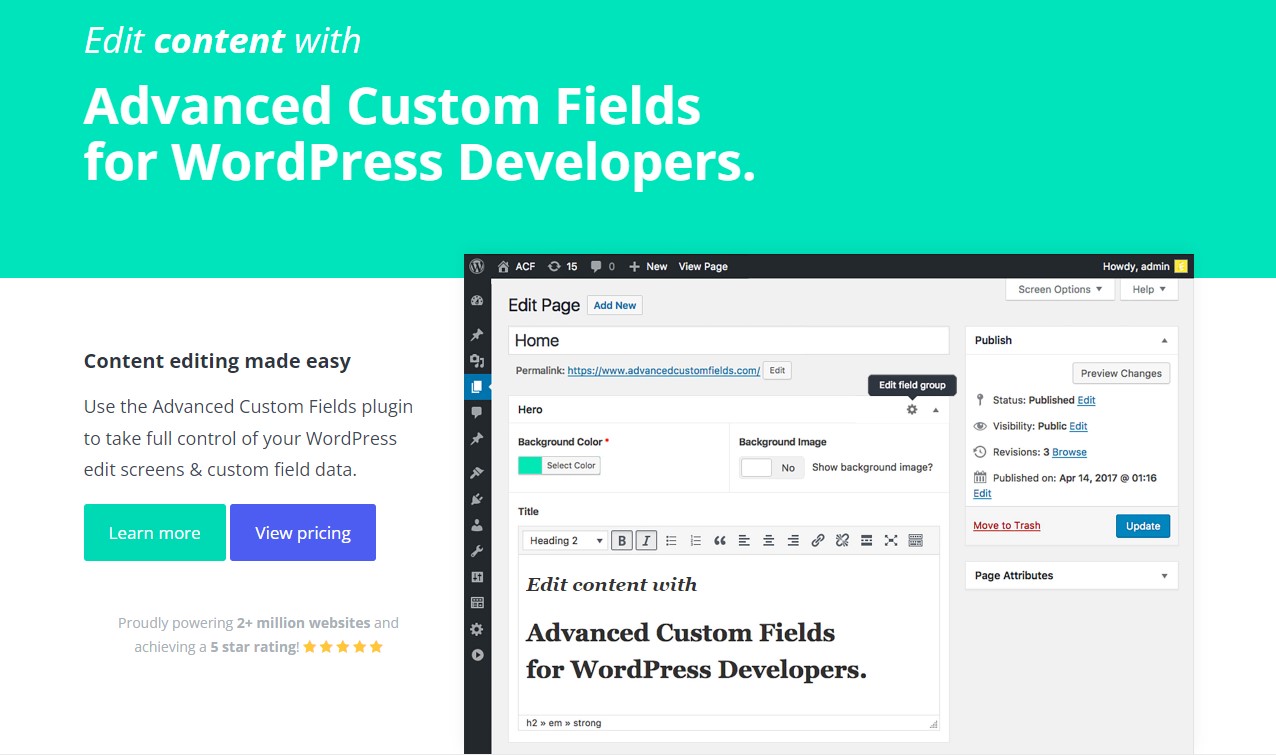 Edit content with
Advanced Custom Fields
for WordPress Developers.
Content editing made easy
Use the Advanced Custom Fields plugin
to take full control of your WordPress
edit screens & custom field data.
Learn more View pricing
Proudly powering 2+ million websites and
achieving a 5 star rating!
ACF 15 0 New View Page Howdy, admin
Screen Options Help
Edit Page Add New
Home
Permalink: https://www.advancedcustomfields.com/ Edit
Edit field group
Hero
Background Color *
Select Color
Background Image
No Show background image?
Title
Heading 2 B I
Edit content with
Advanced Custom Fields
for WordPress Developers.
h2 » em » strong
Publish
Preview Changes
Status: Published Edit
Visibility: Public Edit
Revisions: 3 Browse
Published on: Apr 14, 2017 @ 01:16
Edit
Move to Trash Update
Page Attributes